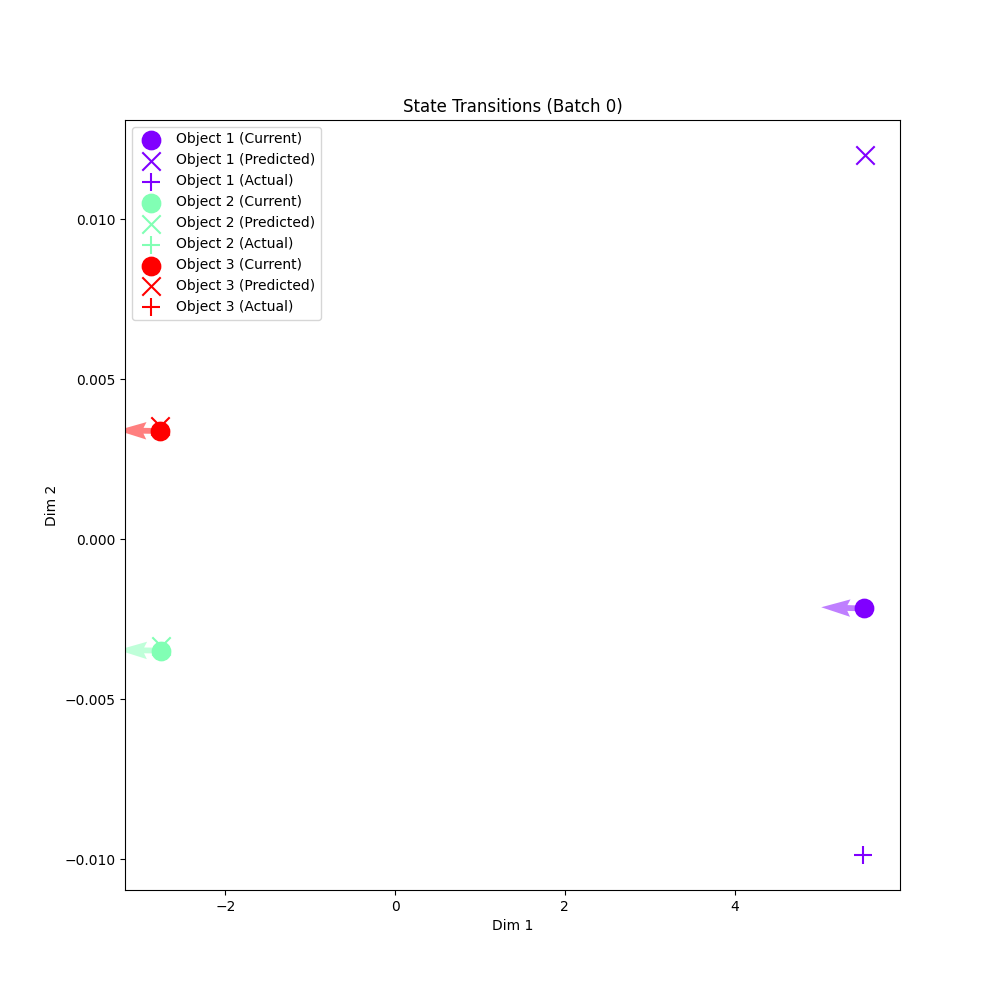 State Transitions (Batch 0)
Object 1 (Current)
Object 1 (Predicted)
Object 1 (Actual)
Object 2 (Current)
Object 2 (Predicted)
Object 2 (Actual)
Object 3 (Current)
Object 3 (Predicted)
Object 3 (Actual)
0.010
0.005
0.000
−0.005
−0.010
Dim 2
−2
0
2
4
Dim 1